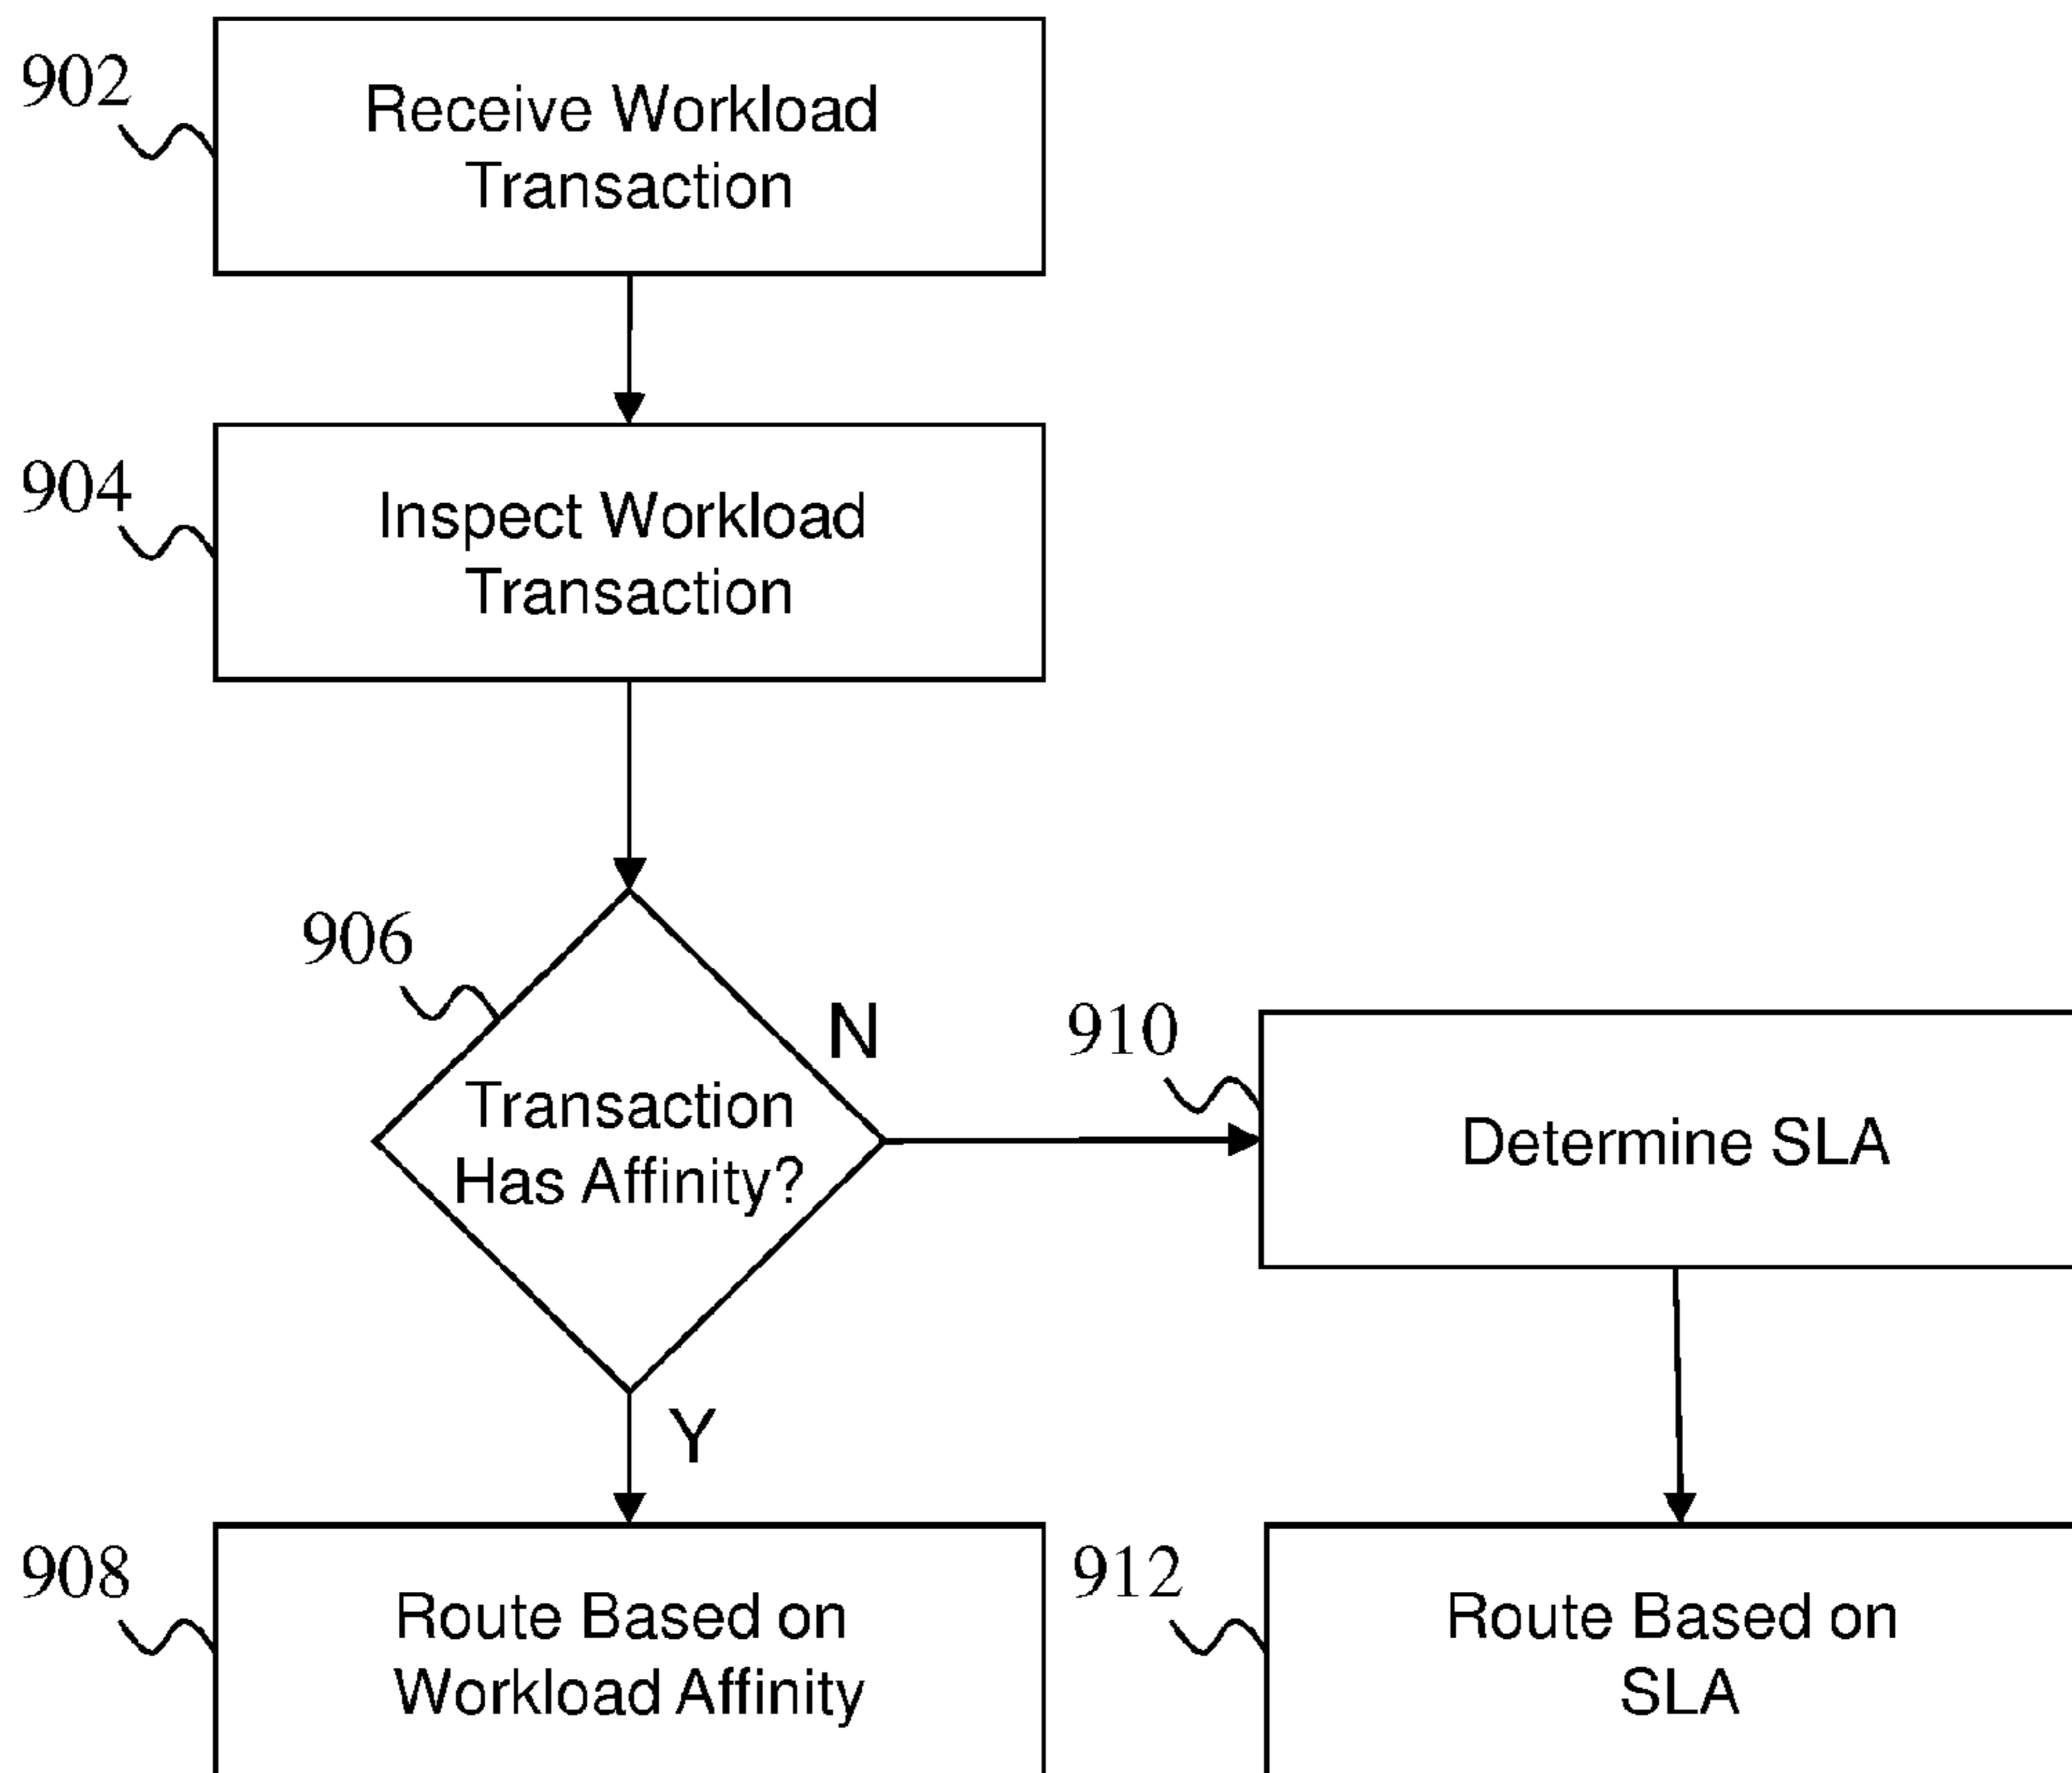 902
Receive Workload
Transaction
904
Inspect Workload
Transaction
906
N
Transaction
Has Affinity?
910
Determine SLA
Y
908
Route Based on
Workload Affinity
912
Route Based on
SLA